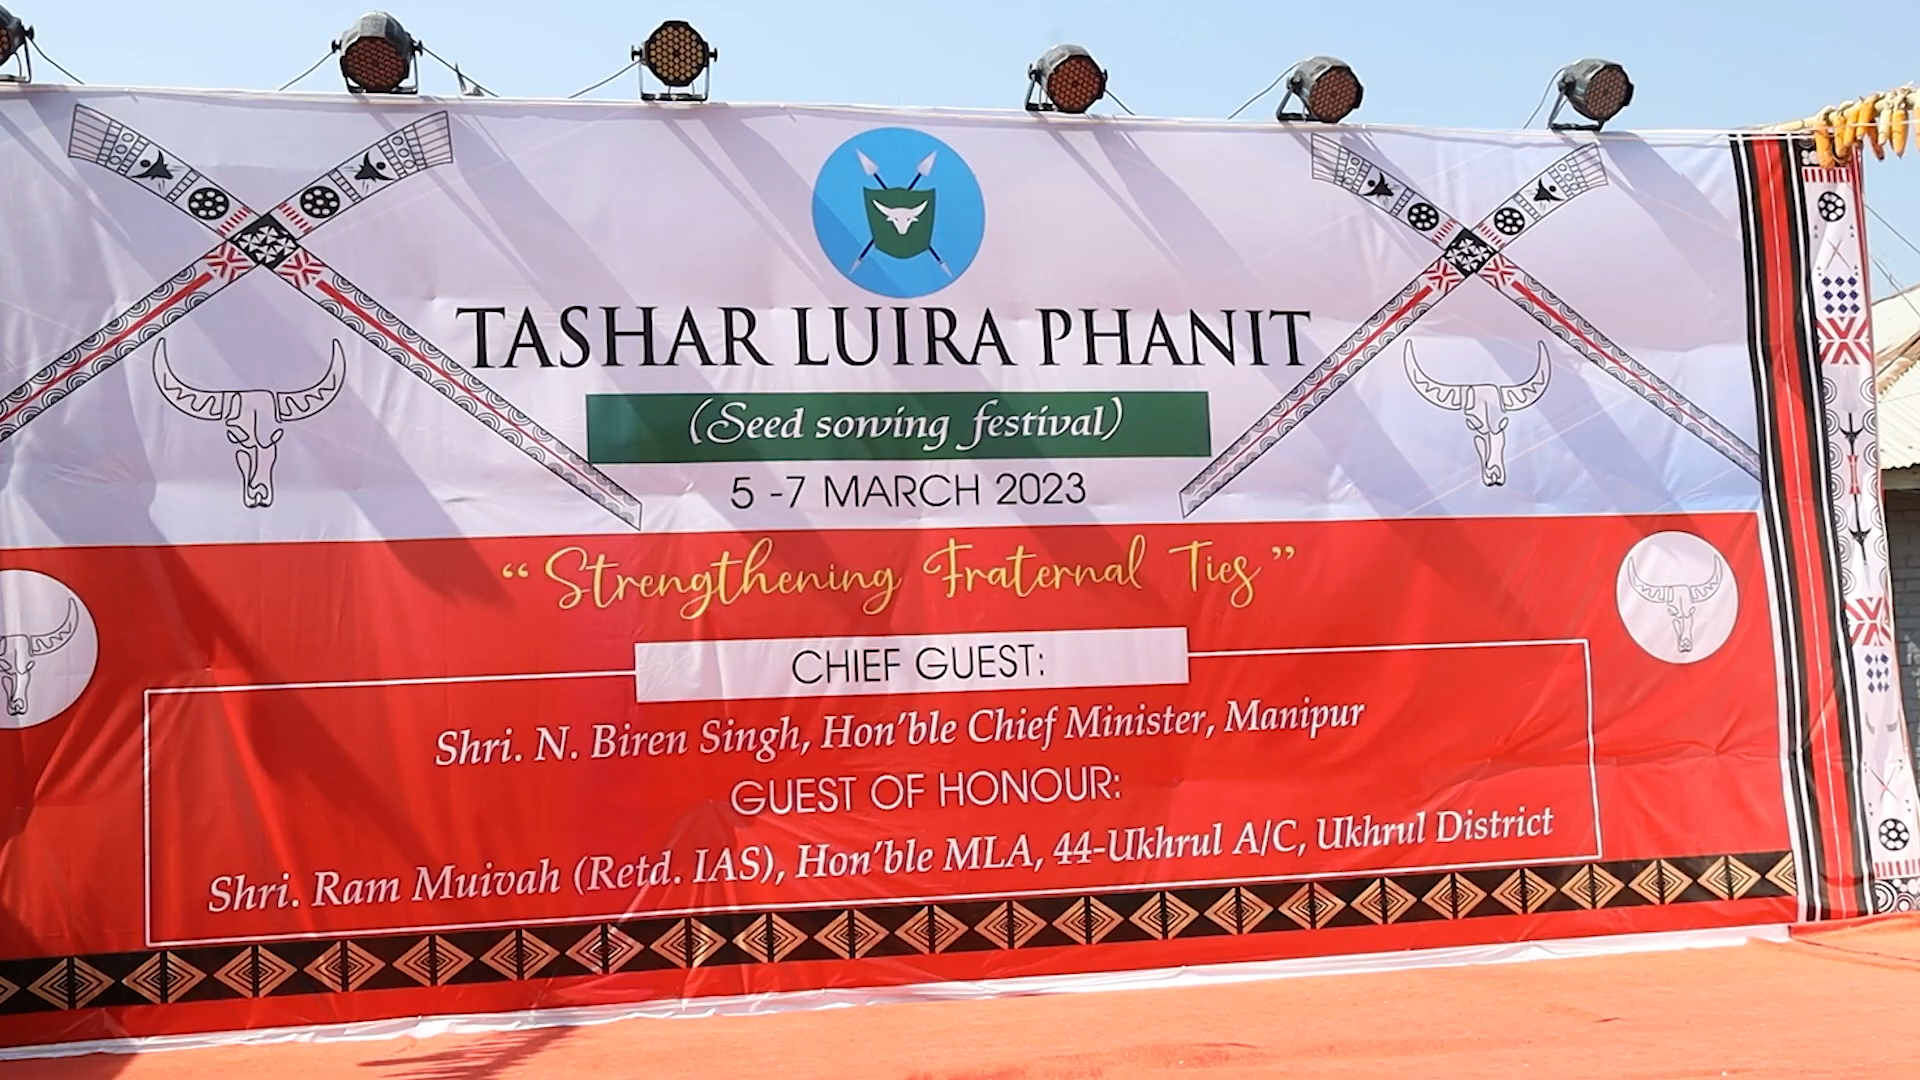 TASHAR LUIRA PHANIT
(Seed sowing festival)
5 -7 MARCH 2023
“Strengthening Fraternal Ties”
CHIEF GUEST:
Shri. N. Biren Singh, Hon’ble Chief Minister, Manipur
GUEST OF HONOUR:
Shri. Ram Muivah (Retd. IAS), Hon’ble MLA, 44-Ukhrul A/C, Ukhrul District